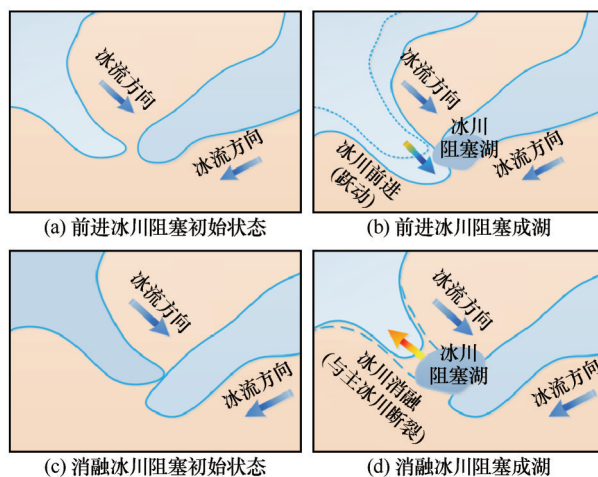 冰流方向
冰流方向
(a) 前进冰川阻塞初始状态
冰流方向
冰川
阻塞湖
冰川前进
(跃动)
冰流方向
(b) 前进冰川阻塞成湖
冰流方向
冰流方向
(c) 消融冰川阻塞初始状态
冰流方向
冰川
阻塞湖
冰川消融
(与主冰川断裂)
冰流方向
(d) 消融冰川阻塞成湖